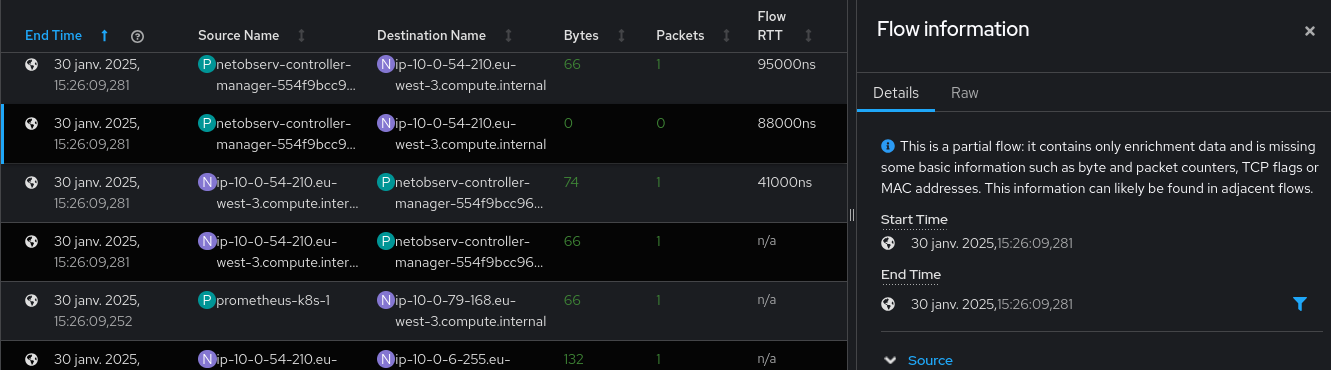 End Time Source Name Destination Name Bytes Packets Flow RTT
P netobserv-controller- N ip-10-0-54-210.eu-
30 janv. 2025, manager-554f9bcc9... west-3.compute.internal 66 1 95000ns
15:26:09,281
30 janv. 2025, P netobserv-controller- N ip-10-0-54-210.eu- 0 0 88000ns
15:26:09,281 manager-554f9bcc9... west-3.compute.internal
30 janv. 2025, N ip-10-0-54-210.eu- P netobserv-controller- 74 1 41000ns
15:26:09,281 west-3.compute.inter... manager-554f9bcc96...
30 janv. 2025, N ip-10-0-54-210.eu- P netobserv-controller- 66 1 n/a
15:26:09,281 west-3.compute.inter... manager-554f9bcc96...
30 janv. 2025, P prometheus-k8s-1 N ip-10-0-79-168.eu- 66 1 n/a
15:26:09,252 west-3.compute.internal
30 janv. 2025, N ip-10-0-54-210.eu- N ip-10-0-6-255.eu- 132 1 n/a
Flow information
Details Raw
This is a partial flow: it contains only enrichment data and is missing
some basic information such as byte and packet counters, TCP flags or
MAC addresses. This information can likely be found in adjacent flows.
Start Time
30 janv. 2025,15:26:09,281
End Time
30 janv. 2025,15:26:09,281
Source